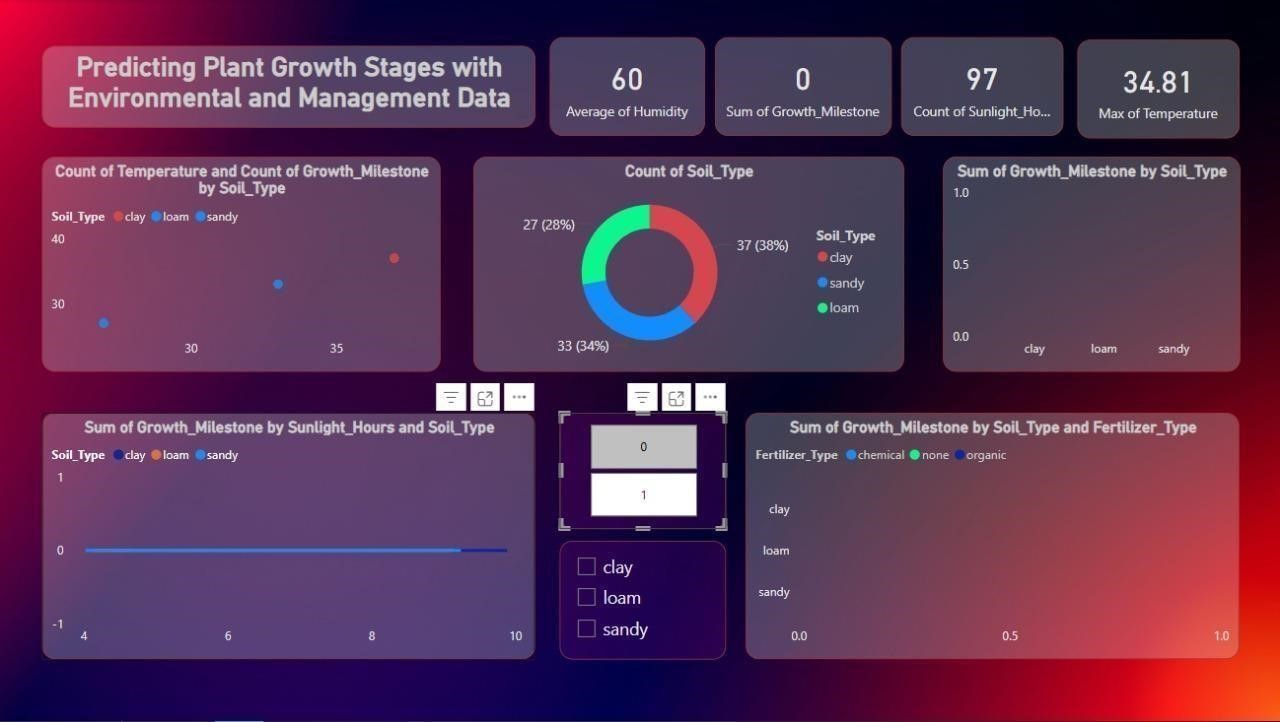 Predicting Plant Growth Stages with
Environmental and Management Data
60
Average of Humidity
0
Sum of Growth_Milestone
97
Count of Sunlight_Ho...
34.81
Max of Temperature
Count of Temperature and Count of Growth_Milestone
by Soil_Type
Soil_Type clay loam sandy
40
30
30 35
Count of Soil_Type
27 (28%)
37 (38%)
33 (34%)
Soil_Type
clay
sandy
loam
Sum of Growth_Milestone by Soil_Type
1.0
0.5
0.0
clay loam sandy
Sum of Growth_Milestone by Sunlight_Hours and Soil_Type
Soil_Type clay loam sandy
1
0
-1
4 6 8 10
0
1
clay
loam
sandy
Sum of Growth_Milestone by Soil_Type and Fertilizer_Type
Fertilizer_Type chemical none organic
clay
loam
sandy
0.0 0.5 1.0